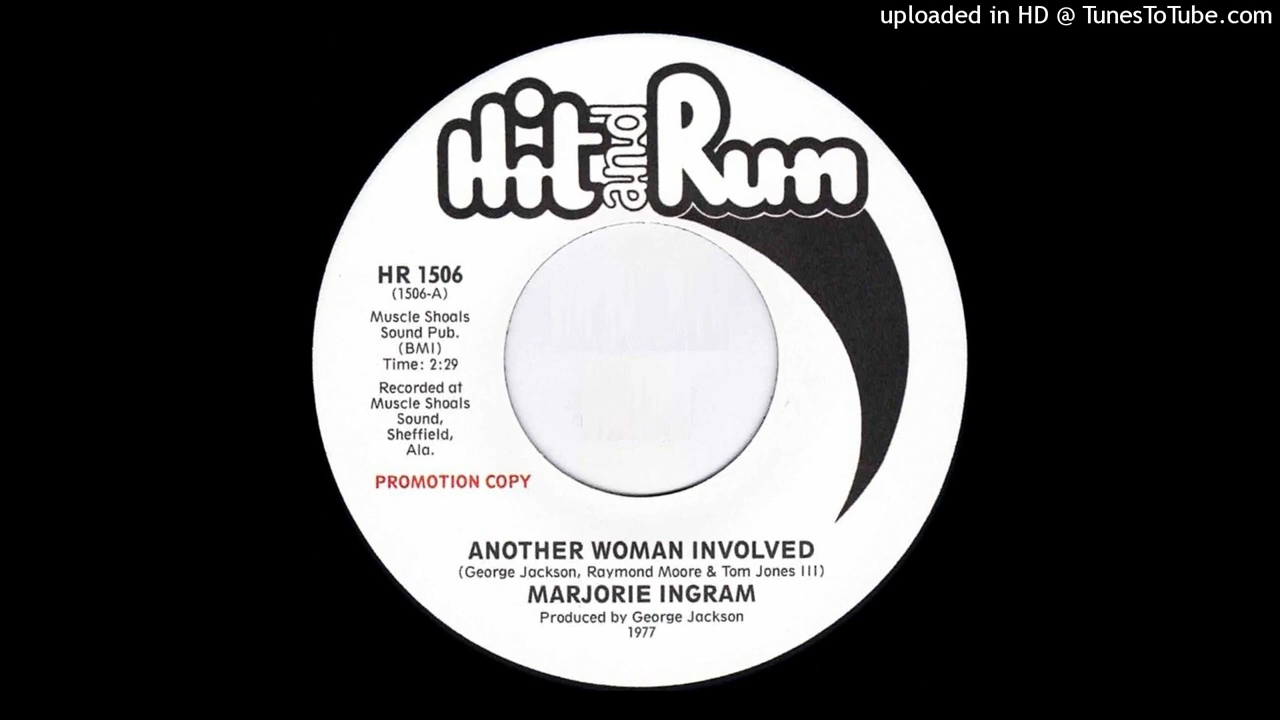 uploaded in HD @ TunesToTube.com
Hit and Run
HR 1506
(1506-A)
Muscle Shoals
Sound Pub.
(BMI)
Time: 2:29
Recorded at
Muscle Shoals
Sound,
Sheffield,
Ala.
PROMOTION COPY
ANOTHER WOMAN INVOLVED
(George Jackson, Raymond Moore & Tom Jones III)
MARJORIE INGRAM
Produced by George Jackson
1977